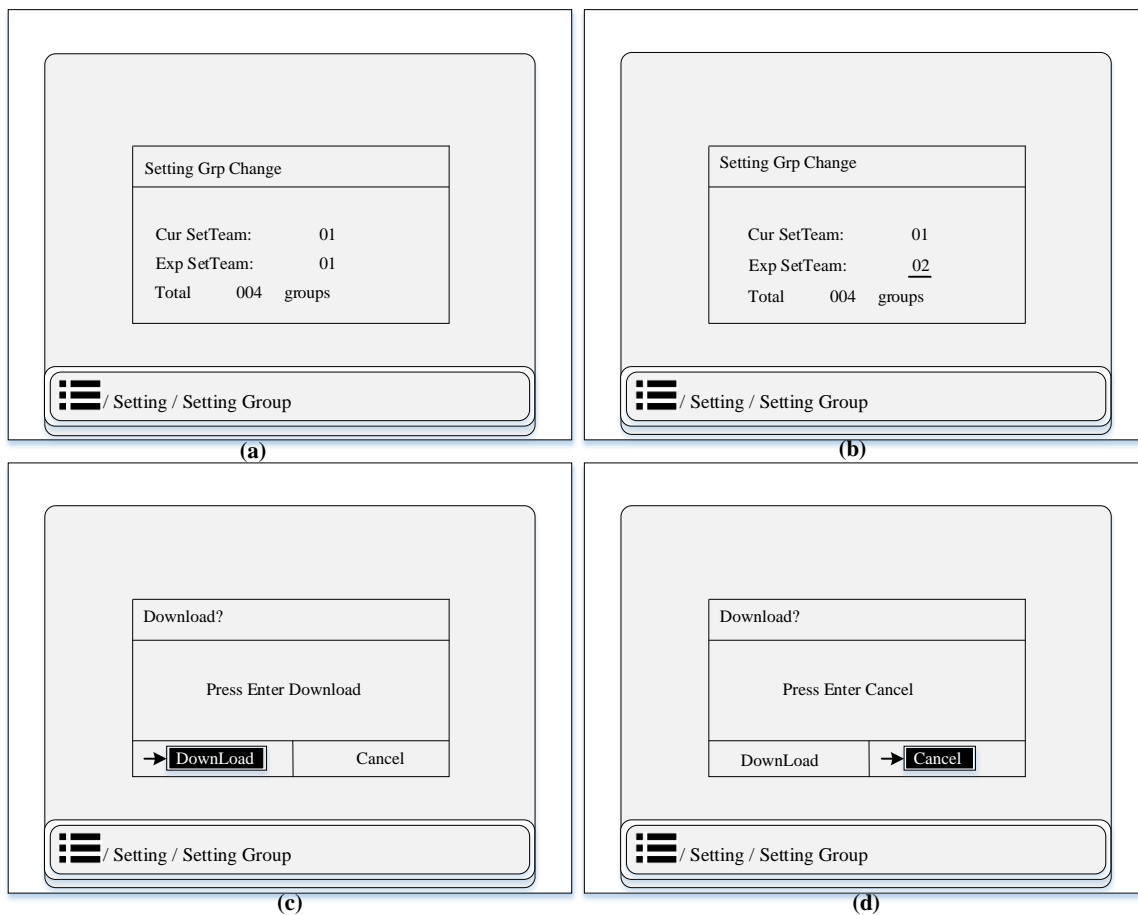 Setting Grp Change
Cur SetTeam: 01
Exp SetTeam: 01
Total 004 groups
/ Setting / Setting Group
(a)
Setting Grp Change
Cur SetTeam: 01
Exp SetTeam: 02
Total 004 groups
/ Setting / Setting Group
(b)
Download?
Press Enter Download
DownLoad Cancel
/ Setting / Setting Group
(c)
Download?
Press Enter Cancel
DownLoad Cancel
/ Setting / Setting Group
(d)